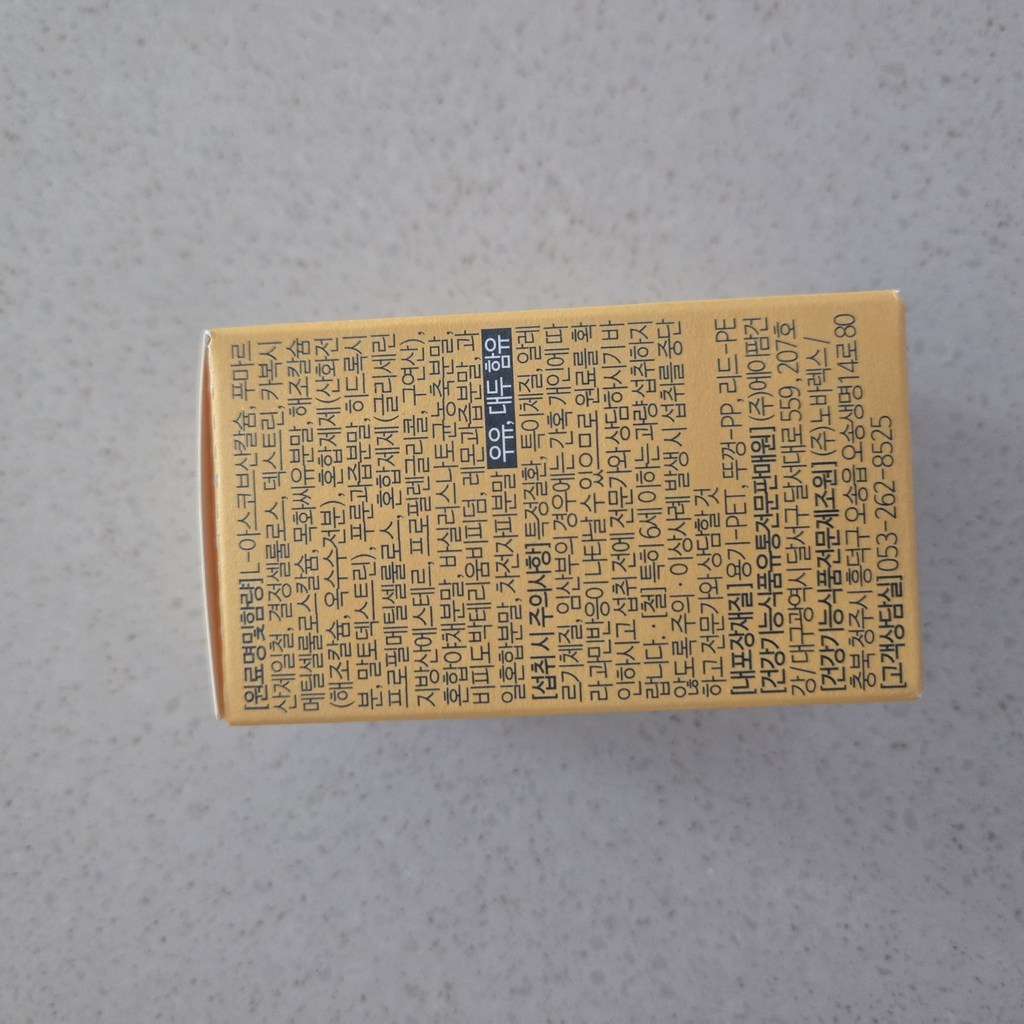 [원료명및함량] L-아스코브산칼슘, 푸마르
산제일철, 결정셀룰로스, 덱스트린, 카복시
메틸셀룰로스칼슘, 목화씨유분말, 해조칼슘
(해조칼슘, 옥수수전분), 혼합제제(산화전
분, 말토덱스트린), 푸룬과즙분말, 히드록시
프로필메틸셀룰로스, 혼합제제(글리세린
지방산에스테르, 프로필렌글리콜, 구연산),
혼합야채분말, 바실러스나토균농축분말,
비피도박테리움비피덤, 레몬과즙분말, 과
일혼합분말, 차전자피분말 우유, 대두 함유
[섭취 시 주의사항] 특정질환, 특이체질, 알레
르기체질, 임산부의 경우에는 간혹 개인에 따
라 과민반응이 나타날 수 있으므로 원료를 확
인하시고 섭취 전에 전문가와 상담하시기 바
랍니다. · [철] 특히 6세 이하는 과량 섭취하지
않도록 주의 · 이상사례 발생 시 섭취를 중단
하고 전문가와 상담할 것
[내포장재질] 용기-PET, 뚜껑-PP, 리드-PE
[건강기능식품유통전문판매원] (주)에이팜건
강/대구광역시 달서구 달서대로 559, 207호
[건강기능식품전문제조원] (주)노바렉스/
충북 청주시 흥덕구 오송읍 오송생명14로 80
[고객상담실] 053-262-8525